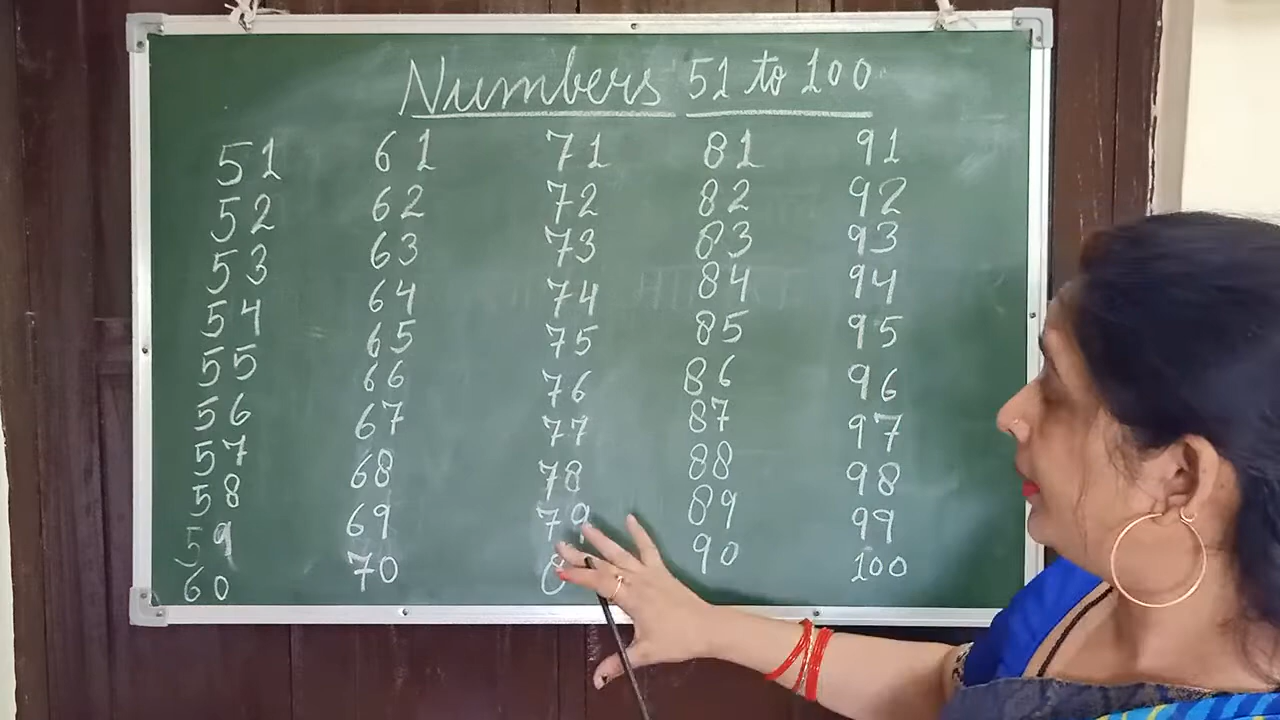 Numbers 51 to 100
51 61 71 81 91
52 62 72 82 92
53 63 73 83 93
54 64 74 84 94
55 65 75 85 95
56 66 76 86 96
57 67 77 87 97
58 68 78 88 98
59 69 79 89 99
60 70 90 100